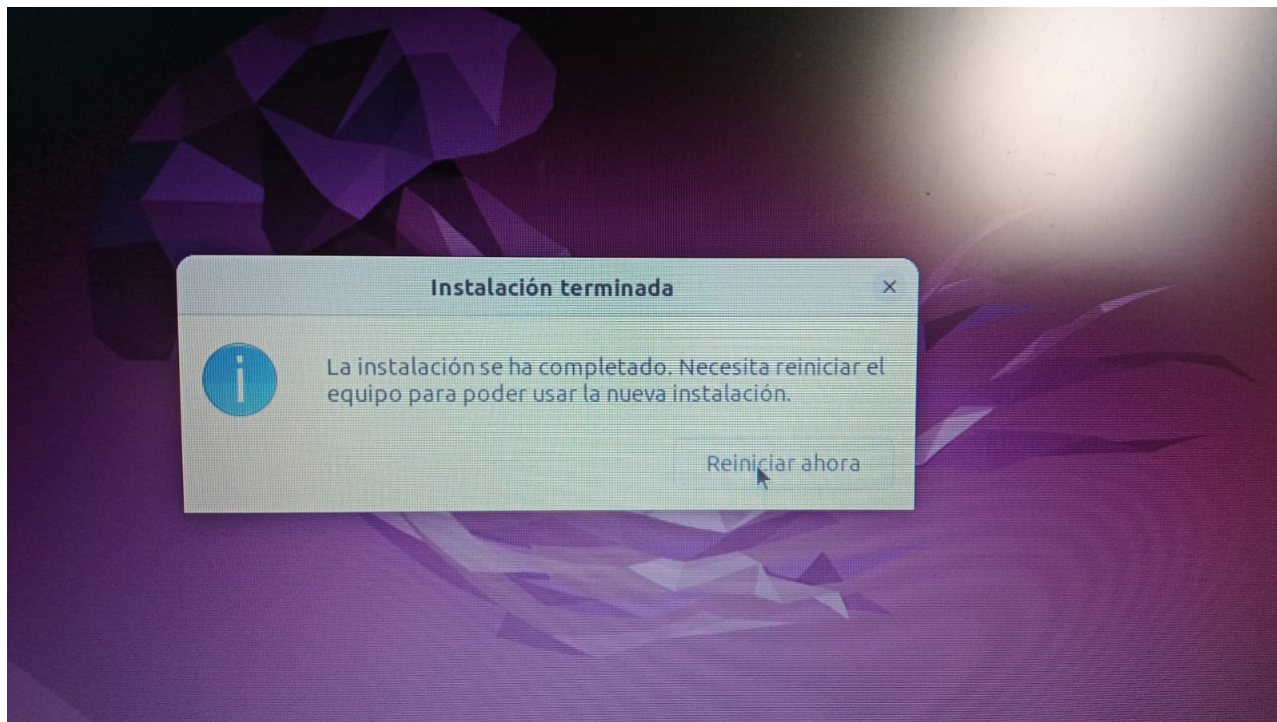 Instalación terminada
La instalación se ha completado. Necesita reiniciar el
equipo para poder usar la nueva instalación.
Reiniciar ahora